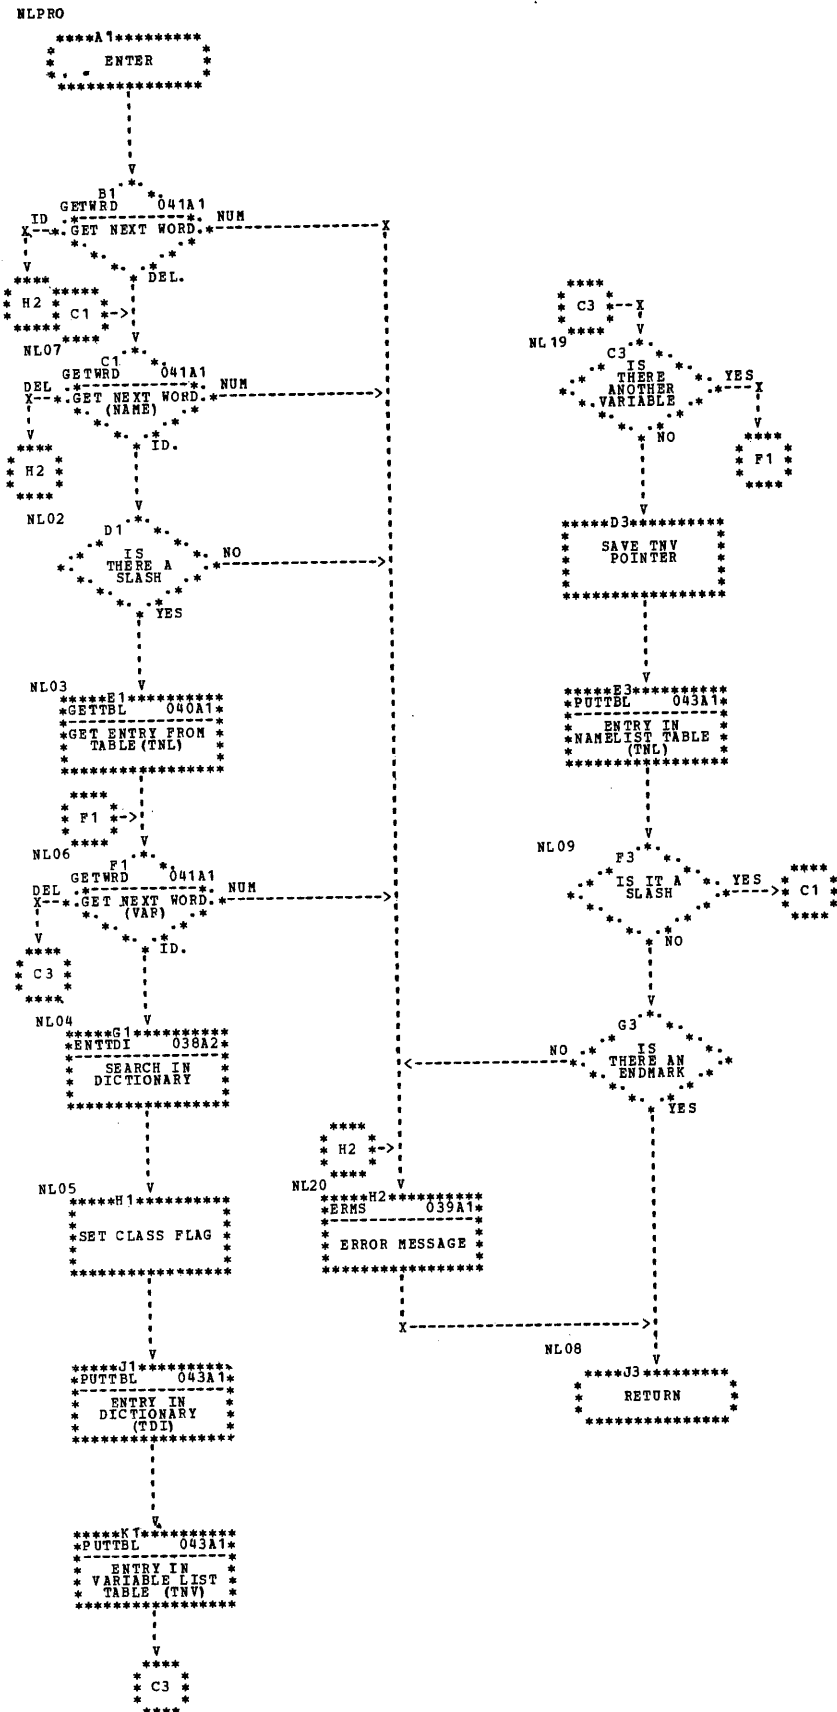 NLPRO
A1
ENTER
B1
GETWRD 041A1
ID
NUM
GET NEXT WORD
DEL.
H2
C1
NL07
C1
GETWRD 041A1
DEL
NUM
GET NEXT WORD
(NAME)
ID.
H2
NL02
D1
IS
THERE A
SLASH
NO
YES
NL03
E1
GETTBL 040A1
GET ENTRY FROM
TABLE(TNL)
F1
NL06
F1
GETWRD 041A1
DEL
NUM
GET NEXT WORD
(VAR)
ID.
C3
NL04
G1
ENTTDI 038A2
SEARCH IN
DICTIONARY
NL05
H1
SET CLASS FLAG
J1
PUTTBL 043A1
ENTRY IN
DICTIONARY
(TDI)
K1
PUTTBL 043A1
ENTRY IN
VARIABLE LIST
TABLE (TNV)
C3
H2
NL20
H2
ERMS 039A1
ERROR MESSAGE
C3
NL19
C3
IS
THERE
ANOTHER
VARIABLE
YES
NO
F1
D3
SAVE TNV
POINTER
E3
PUTTBL 043A1
ENTRY IN
NAMELIST TABLE
(TNL)
NL09
F3
IS IT A
SLASH
YES
C1
NO
G3
IS
THERE AN
ENDMARK
NO
YES
NL08
J3
RETURN